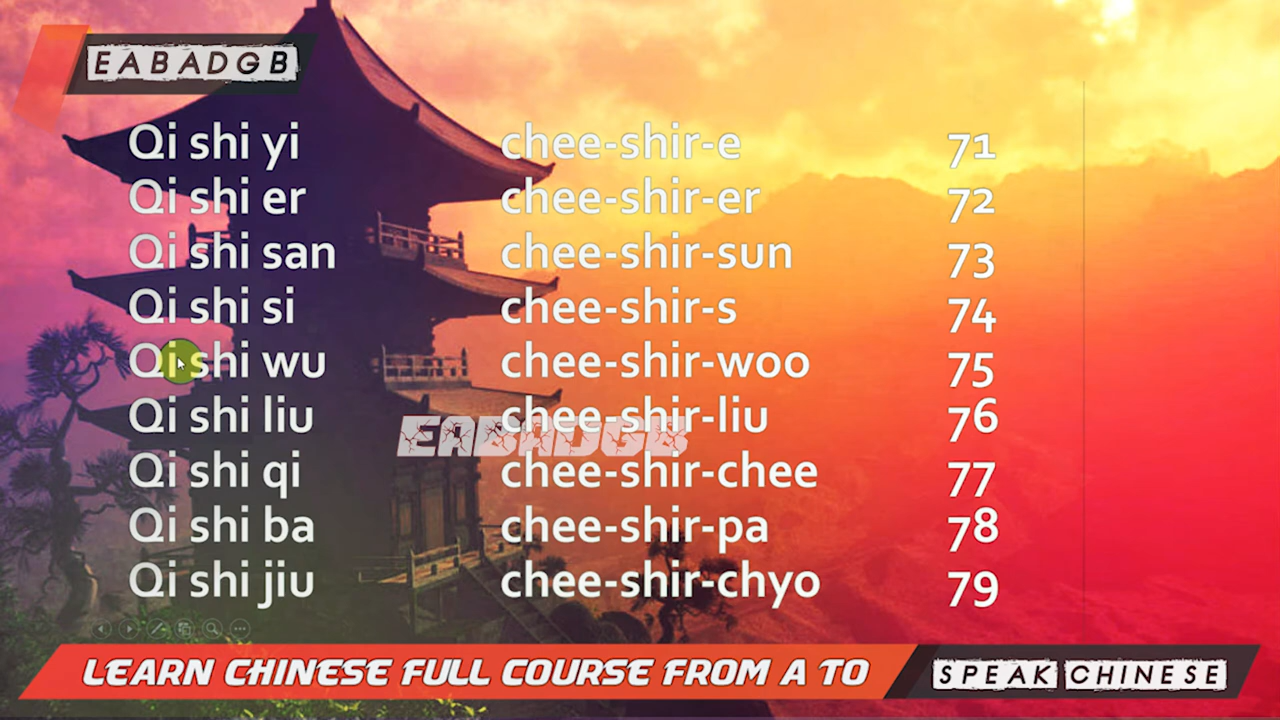 EABADGB
Qi shi yi chee-shir-e 71
Qi shi er chee-shir-er 72
Qi shi san chee-shir-sun 73
Qi shi si chee-shir-s 74
Qi shi wu chee-shir-woo 75
Qi shi liu chee-shir-liu 76
EABADGB
Qi shi qi chee-shir-chee 77
Qi shi ba chee-shir-pa 78
Qi shi jiu chee-shir-chyo 79
LEARN CHINESE FULL COURSE FROM A TO
SPEAK CHINESE